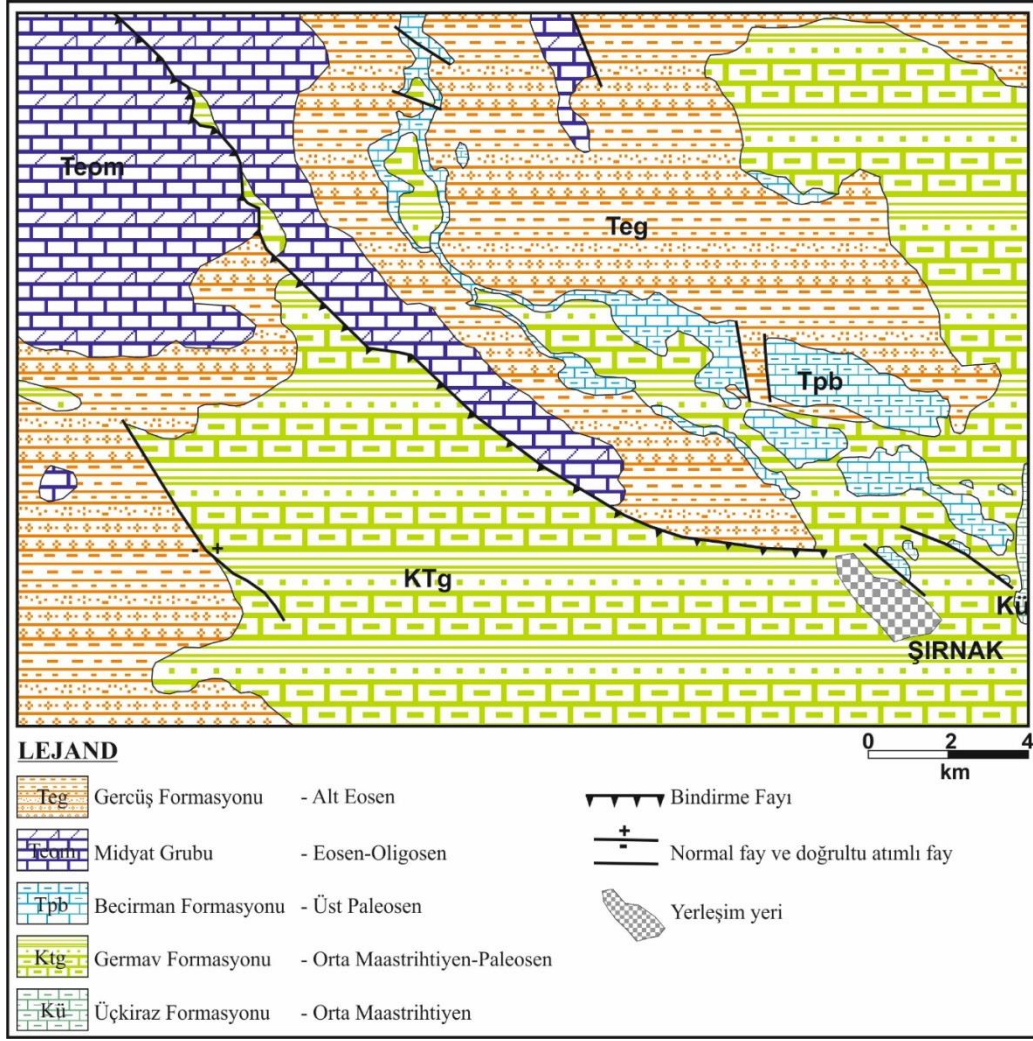 Teom
Teg
Tpb
- +
KTg
Kü
ŞIRNAK
LEJAND
0 2 4
km
Teg Gercüş Formasyonu - Alt Eosen
Teom Midyat Grubu - Eosen-Oligosen
Tpb Becirman Formasyonu - Üst Paleosen
Ktg Germav Formasyonu - Orta Maastrihtiyen-Paleosen
Kü Üçkiraz Formasyonu - Orta Maastrihtiyen
Bindirme Fayı
+
-
Normal fay ve doğrultu atımlı fay
Yerleşim yeri